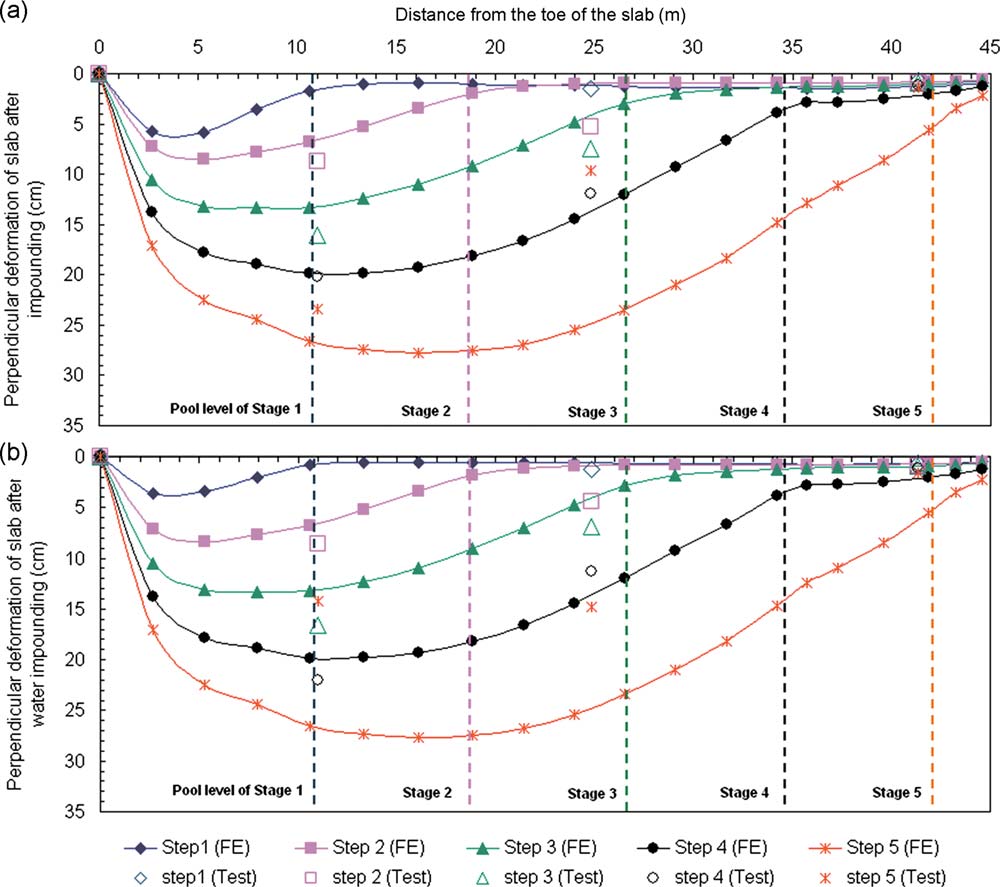 (a)
Distance from the toe of the slab (m)
0 5 10 15 20 25 30 35 40 45
Perpendicular deformation of slab after
impounding (cm)
0
5
10
15
20
25
30
35
Pool level of Stage 1
Stage 2
Stage 3
Stage 4
Stage 5
(b)
Perpendicular deformation of slab after
water impounding (cm)
0
5
10
15
20
25
30
35
Pool level of Stage 1
Stage 2
Stage 3
Stage 4
Stage 5
Step1 (FE) Step 2 (FE) Step 3 (FE) Step 4 (FE) Step 5 (FE)
step1 (Test) step 2 (Test) step 3 (Test) step 4 (Test) step 5 (Test)